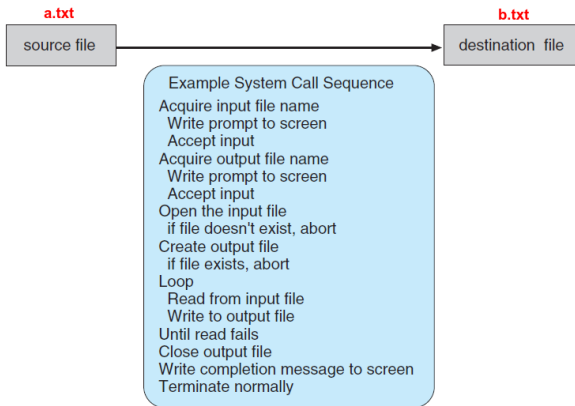 a.txt
b.txt
source file
destination file
Example System Call Sequence
Acquire input file name
Write prompt to screen
Accept input
Acquire output file name
Write prompt to screen
Accept input
Open the input file
if file doesn't exist, abort
Create output file
if file exists, abort
Loop
Read from input file
Write to output file
Until read fails
Close output file
Write completion message to screen
Terminate normally